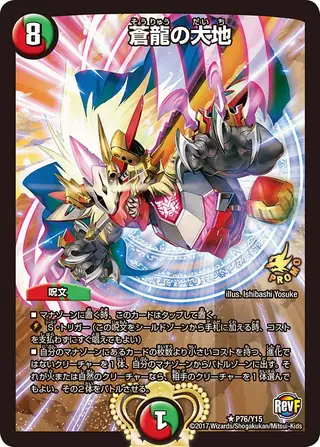 8
そうりゅう だいち
蒼龍の大地
PROMO
illus. Ishibashi Yosuke
呪文
■ マナゾーンに置く時、このカードはタップして置く。
S・トリガー(この呪文をシールドゾーンから手札に加える時、コスト
を支払わずにすぐ唱えてもよい)
■ 自分のマナゾーンにあるカードの枚数より小さいコストを持つ、進化で
はないクリーチャーを1体、自分のマナゾーンからバトルゾーンに出す。そ
れが火または自然のクリーチャーなら、相手のクリーチャーを1体選んでも
よい。その2体をバトルさせる。
1
RevF
★P76/Y15
©2017 Wizards/Shogakukan/Mitsui-Kids